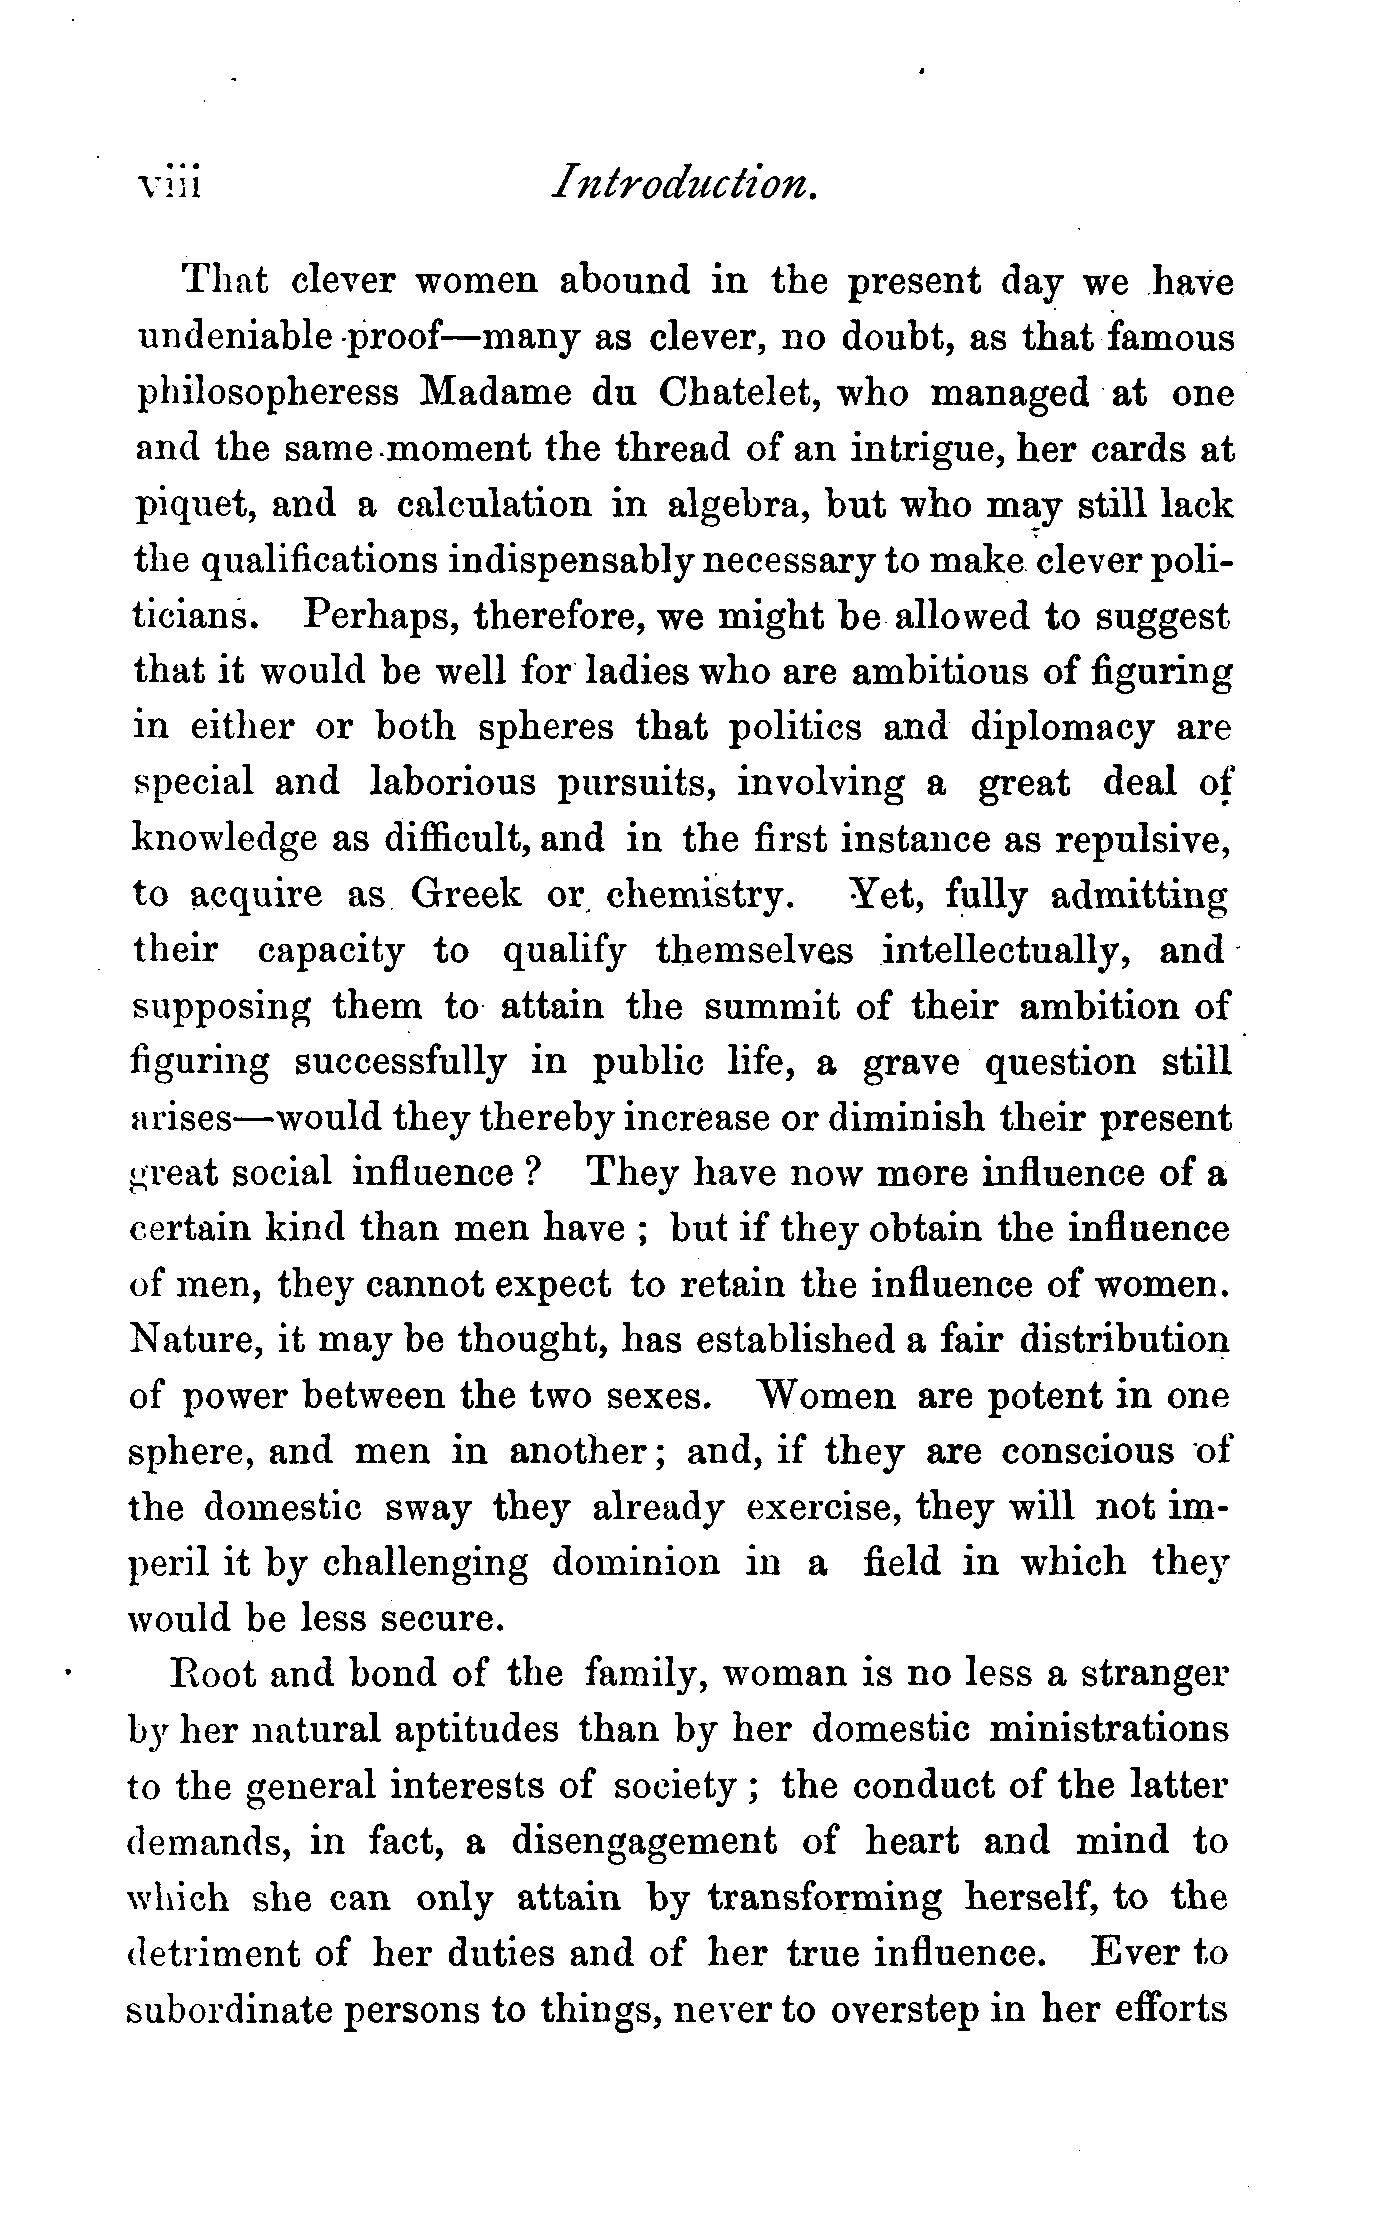 viii Introduction.
That clever women abound in the present day we have
undeniable proof—many as clever, no doubt, as that famous
philosopheress Madame du Chatelet, who managed at one
and the same moment the thread of an intrigue, her cards at
piquet, and a calculation in algebra, but who may still lack
the qualifications indispensably necessary to make clever poli-
ticians. Perhaps, therefore, we might be allowed to suggest
that it would be well for ladies who are ambitious of figuring
in either or both spheres that politics and diplomacy are
special and laborious pursuits, involving a great deal of
knowledge as difficult, and in the first instance as repulsive,
to acquire as Greek or chemistry. Yet, fully admitting
their capacity to qualify themselves intellectually, and
supposing them to attain the summit of their ambition of
figuring successfully in public life, a grave question still
arises—would they thereby increase or diminish their present
great social influence ? They have now more influence of a
certain kind than men have ; but if they obtain the influence
of men, they cannot expect to retain the influence of women.
Nature, it may be thought, has established a fair distribution
of power between the two sexes. Women are potent in one
sphere, and men in another; and, if they are conscious of
the domestic sway they already exercise, they will not im-
peril it by challenging dominion in a field in which they
would be less secure.
Root and bond of the family, woman is no less a stranger
by her natural aptitudes than by her domestic ministrations
to the general interests of society ; the conduct of the latter
demands, in fact, a disengagement of heart and mind to
which she can only attain by transforming herself, to the
detriment of her duties and of her true influence. Ever to
subordinate persons to things, never to overstep in her efforts